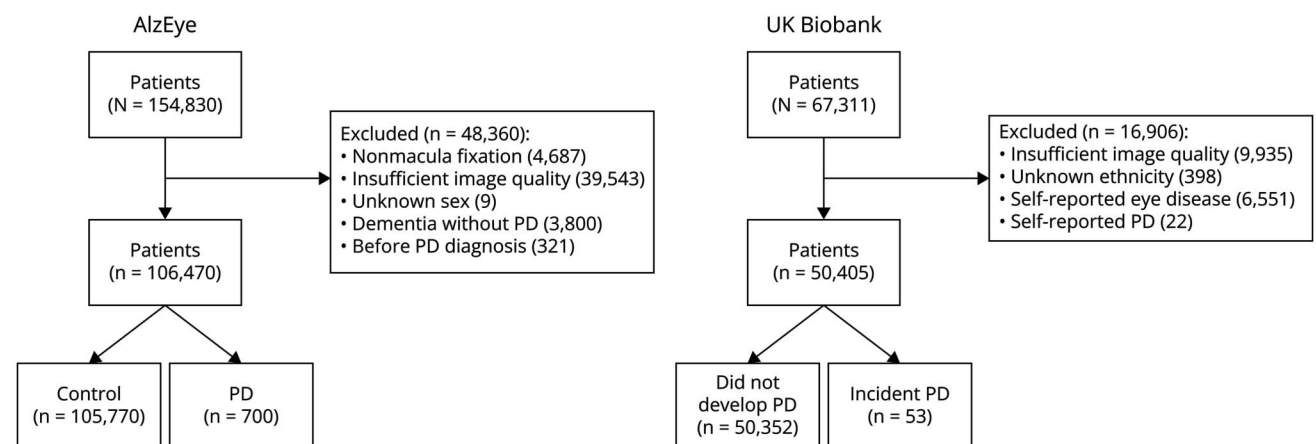 AlzEye
Patients
(N = 154,830)
Excluded (n = 48,360):
• Nonmacula fixation (4,687)
• Insufficient image quality (39,543)
• Unknown sex (9)
• Dementia without PD (3,800)
• Before PD diagnosis (321)
Patients
(n = 106,470)
Control
(n = 105,770)
PD
(n = 700)
UK Biobank
Patients
(N = 67,311)
Excluded (n = 16,906):
• Insufficient image quality (9,935)
• Unknown ethnicity (398)
• Self-reported eye disease (6,551)
• Self-reported PD (22)
Patients
(n = 50,405)
Did not
develop PD
(n = 50,352)
Incident PD
(n = 53)